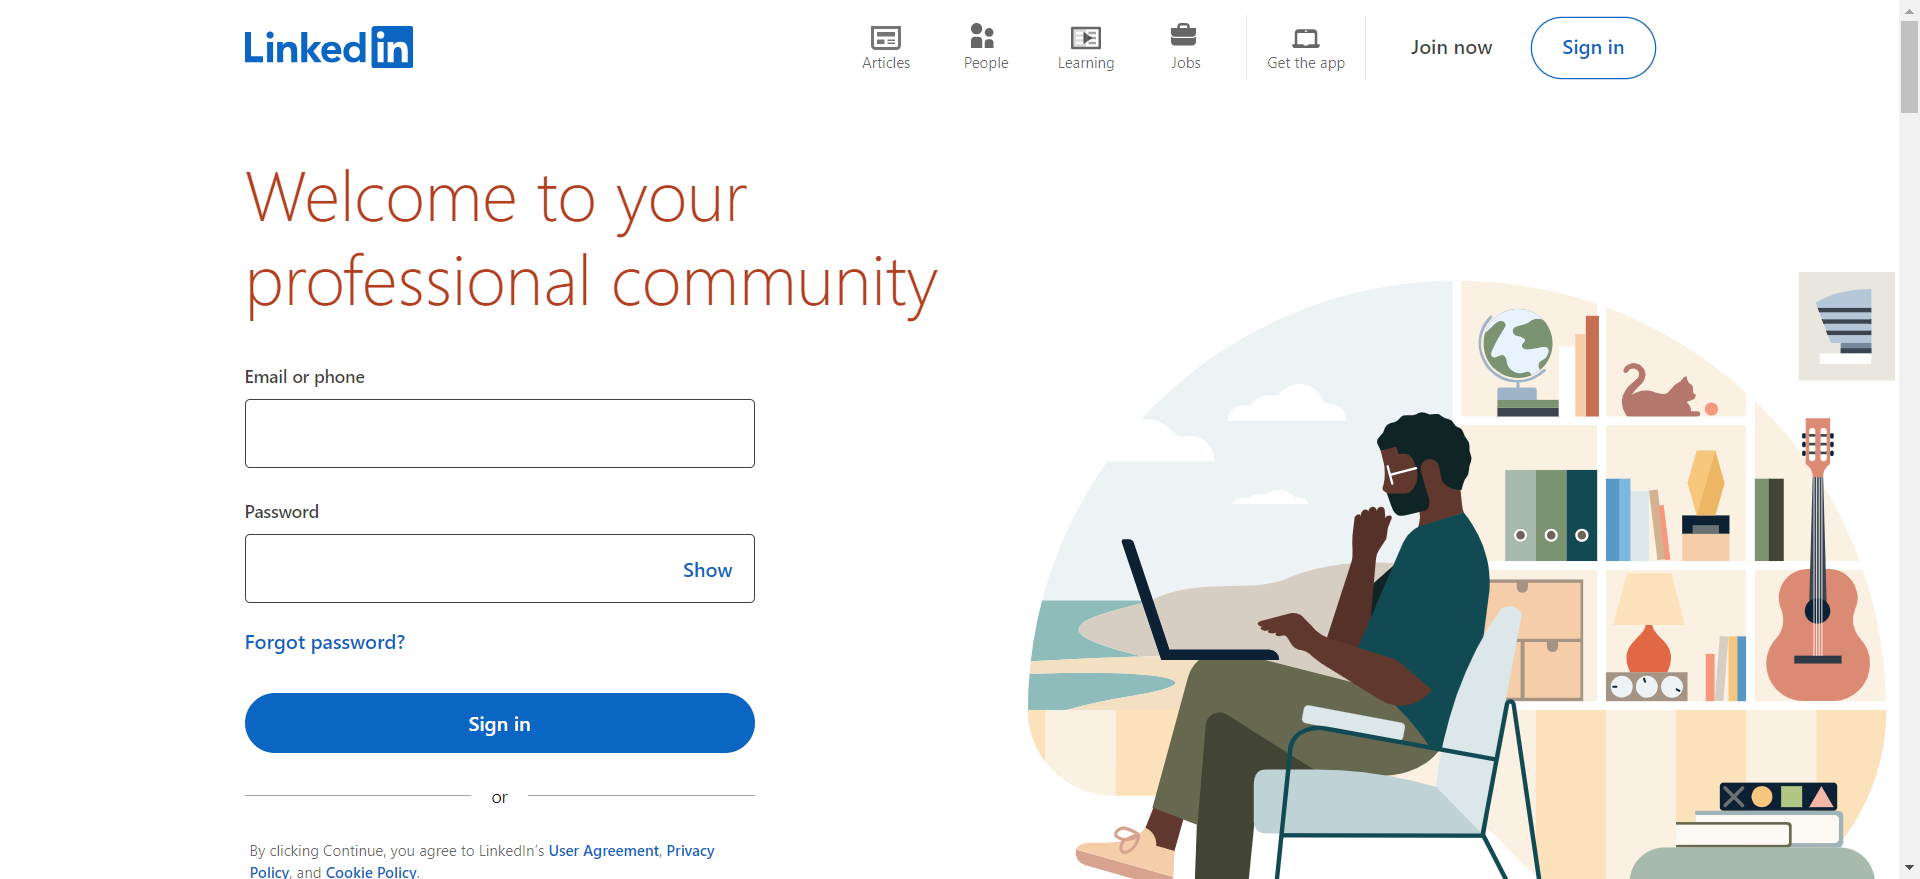 Linked in
Articles
People
Learning
Jobs
Get the app
Join now
Sign in
Welcome to your
professional community
Email or phone
Password
Show
Forgot password?
Sign in
or
By clicking Continue, you agree to LinkedIn's User Agreement, Privacy
Policy, and Cookie Policy.